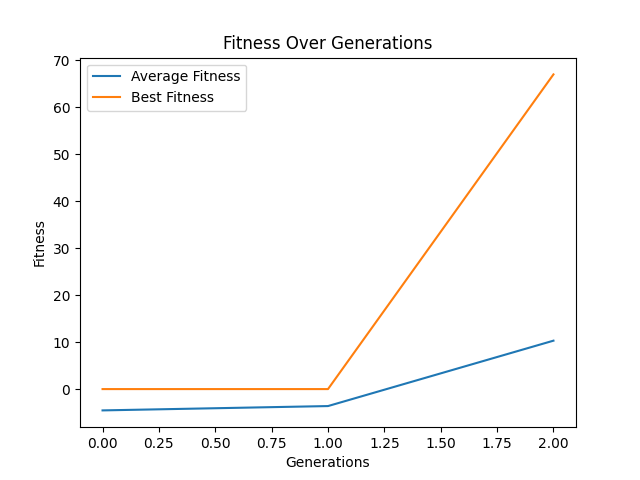 Fitness Over Generations
Average Fitness
Best Fitness
70
60
50
40
30
20
10
0
Fitness
0.00 0.25 0.50 0.75 1.00 1.25 1.50 1.75 2.00
Generations